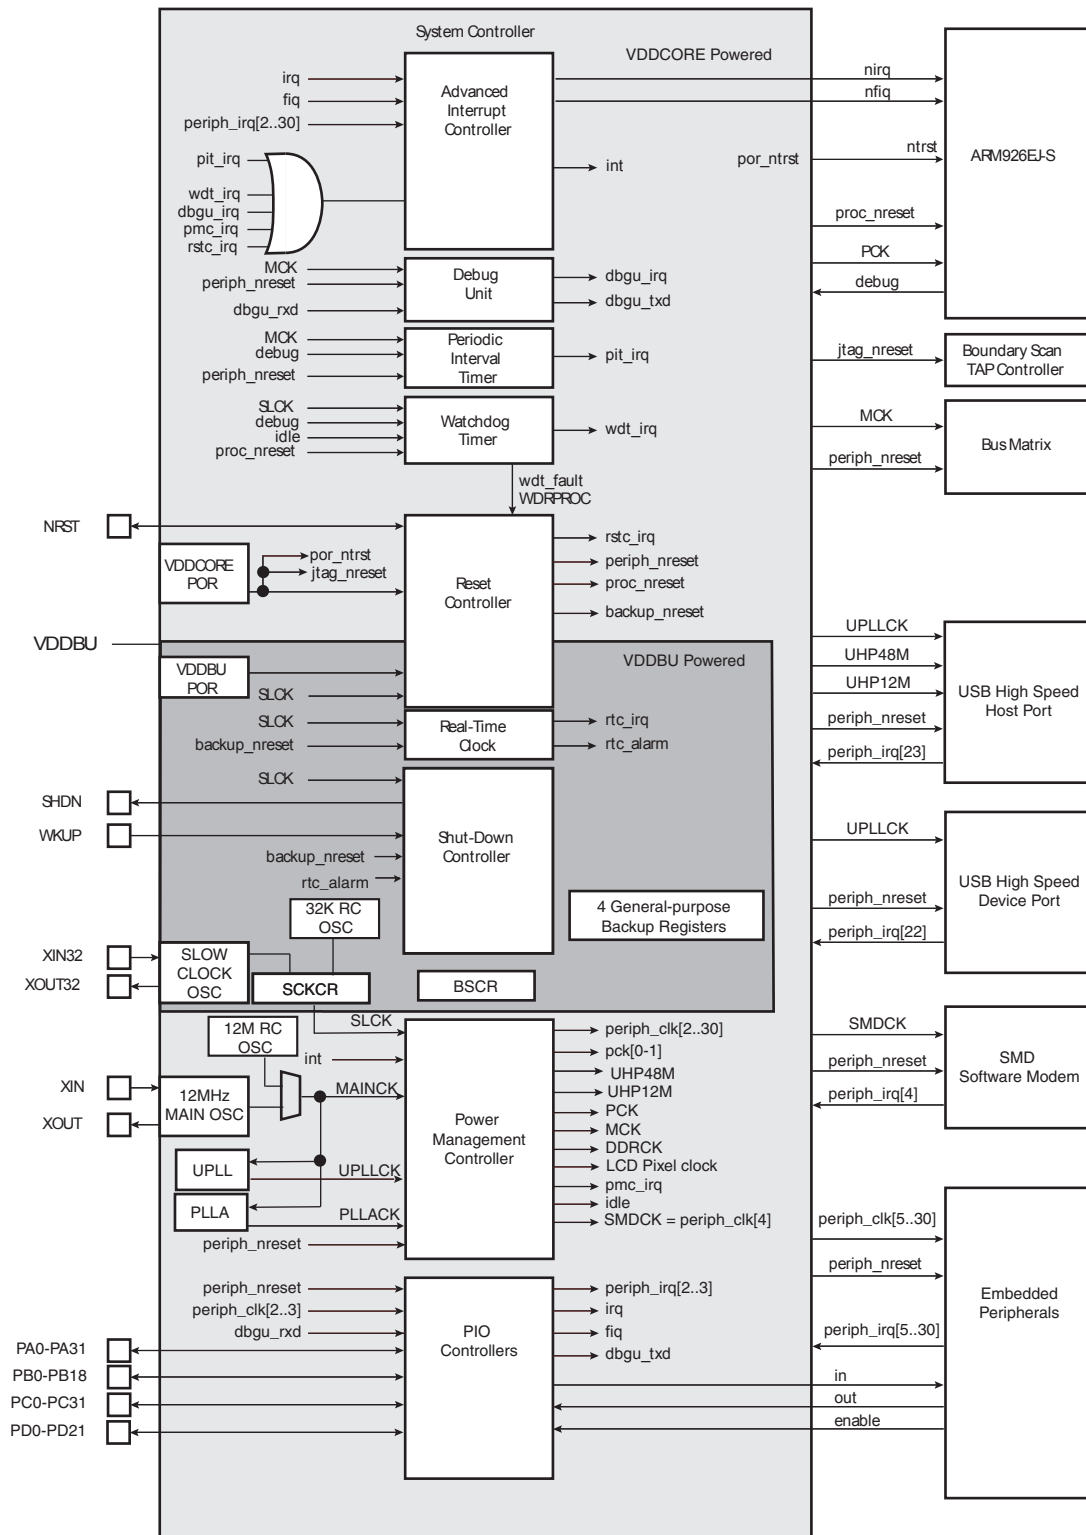 System Controller
VDDCORE Powered
irq
fiq
periph_irq[2..30]
pit_irq
wdt_irq
dbgu_irq
pmc_irq
rstc_irq
Advanced
Interrupt
Controller
int
por_ntrst
nirq
nfiq
ntrst
proc_nreset
PCK
debug
ARM926EJ-S
MCK
periph_nreset
dbgu_rxd
Debug
Unit
dbgu_irq
dbgu_txd
MCK
debug
periph_nreset
Periodic
Interval
Timer
pit_irq
jtag_nreset
Boundary Scan
TAP Controller
SLCK
debug
idle
proc_nreset
Watchdog
Timer
wdt_irq
MCK
periph_nreset
Bus Matrix
wdt_fault
WDRPROC
NRST
VDDCORE
POR
por_ntrst
jtag_nreset
Reset
Controller
rstc_irq
periph_nreset
proc_nreset
backup_nreset
VDDBU
VDDBU Powered
VDDBU
POR
SLCK
UPLLCK
UHP48M
UHP12M
periph_nreset
periph_irq[23]
USB High Speed
Host Port
SLCK
backup_nreset
Real-Time
Clock
rtc_irq
rtc_alarm
SLCK
SHDN
WKUP
backup_nreset
rtc_alarm
Shut-Down
Controller
4 General-purpose
Backup Registers
UPLLCK
periph_nreset
periph_irq[22]
USB High Speed
Device Port
32K RC
OSC
XIN32
XOUT32
SLOW
CLOCK
OSC
SCKCR
BSCR
SLCK
12M RC
OSC
int
XIN
XOUT
12MHz
MAIN OSC
MAINCK
UPLL
UPLLCK
PLLA
PLLACK
periph_nreset
Power
Management
Controller
periph_clk[2..30]
pck[0-1]
UHP48M
UHP12M
PCK
MCK
DDRCK
LCD Pixel clock
pmc_irq
idle
SMDCK = periph_clk[4]
SMDCK
periph_nreset
periph_irq[4]
SMD
Software Modem
periph_nreset
periph_clk[2..3]
dbgu_rxd
PA0-PA31
PB0-PB18
PC0-PC31
PD0-PD21
PIO
Controllers
periph_irq[2..3]
irq
fiq
dbgu_txd
periph_clk[5..30]
periph_nreset
periph_irq[5..30]
in
out
enable
Embedded
Peripherals